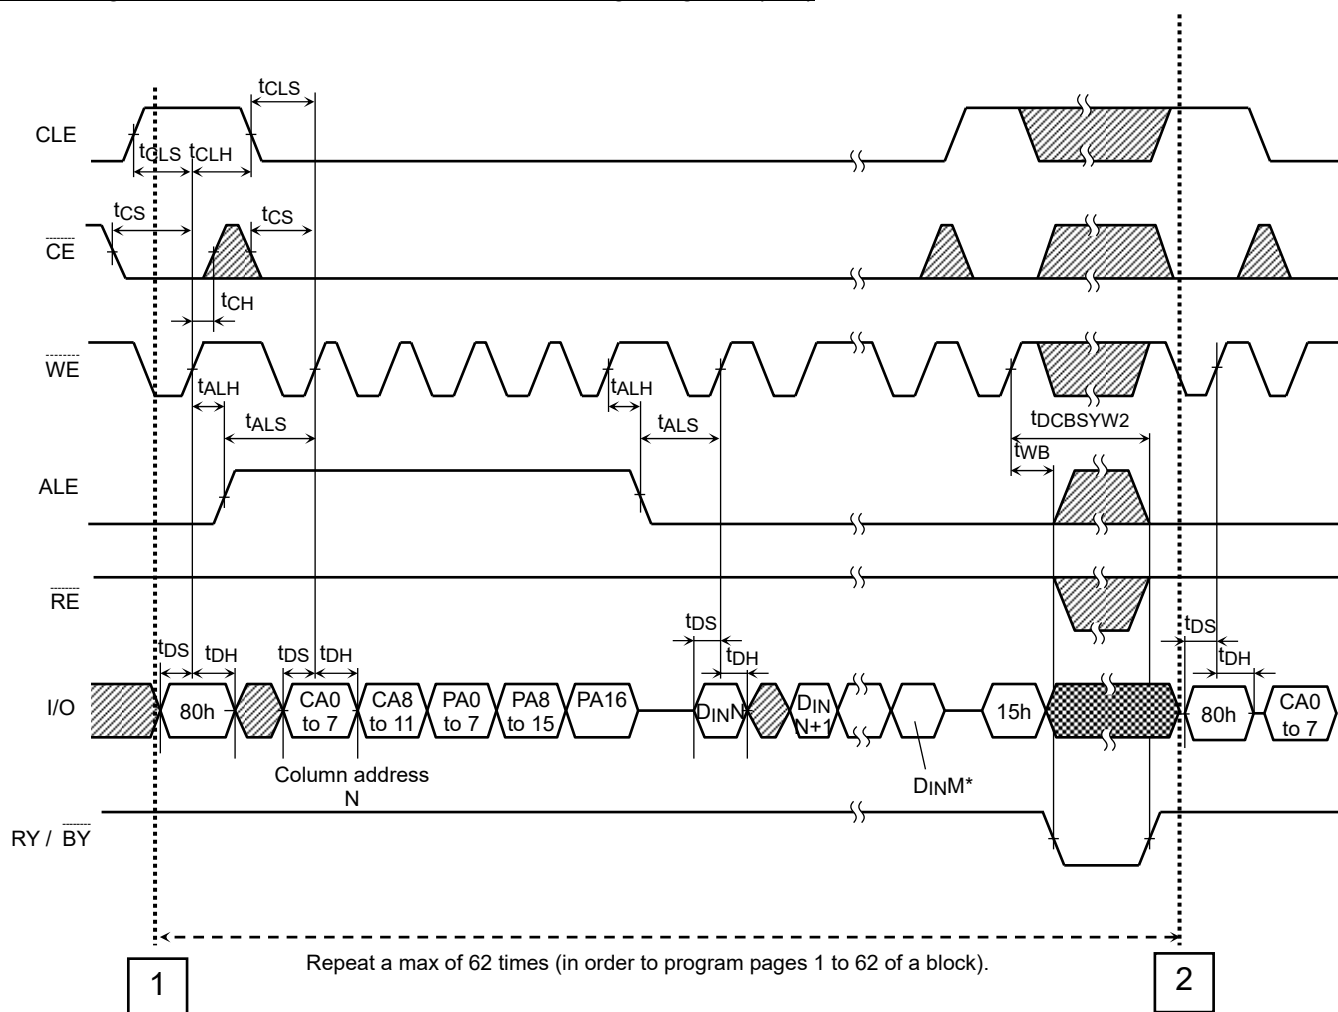 tCLS
CLE
tCLS tCLH
tCS tCS
CE
tCH
WE
tALH tALH
tALS tALS tDCBSYW2
tWB
ALE
RE
tDS tDS
tDS tDH tDS tDH tDH tDH
I/O
80h
CA0
to 7
CA8
to 11
PA0
to 7
PA8
to 15
PA16
DINN
DIN
N+1
15h
80h
CA0
to 7
Column address
N
DINM*
RY / BY
Repeat a max of 62 times (in order to program pages 1 to 62 of a block).
1
2